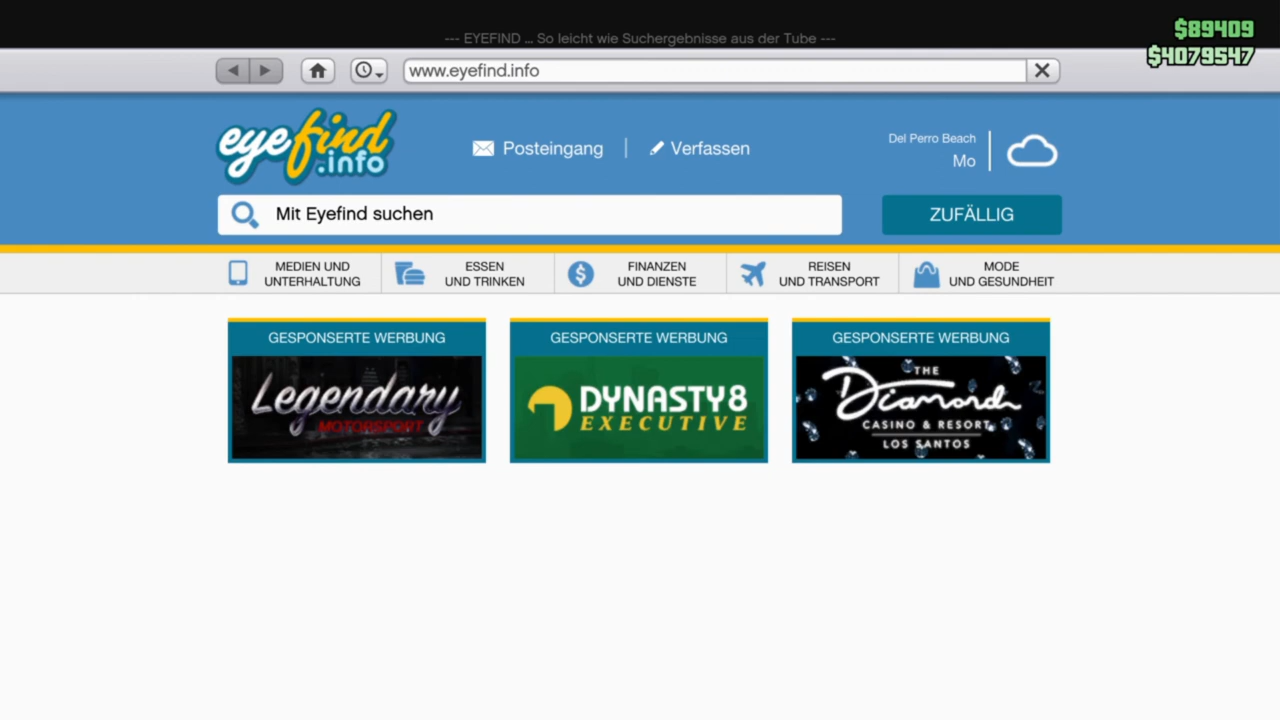 --- EYEFIND ... So leicht wie Suchergebnisse aus der Tube ---
$89409
$4079547
www.eyefind.info
eyefind
.info
Posteingang
Verfassen
Del Perro Beach
Mo
Mit Eyefind suchen
ZUFÄLLIG
MEDIEN UND
UNTERHALTUNG
ESSEN
UND TRINKEN
FINANZEN
UND DIENSTE
REISEN
UND TRANSPORT
MODE
UND GESUNDHEIT
GESPONSERTE WERBUNG
Legendary
MOTORSPORT
GESPONSERTE WERBUNG
DYNASTY8
EXECUTIVE
GESPONSERTE WERBUNG
THE
Diamond
CASINO & RESORT
LOS SANTOS